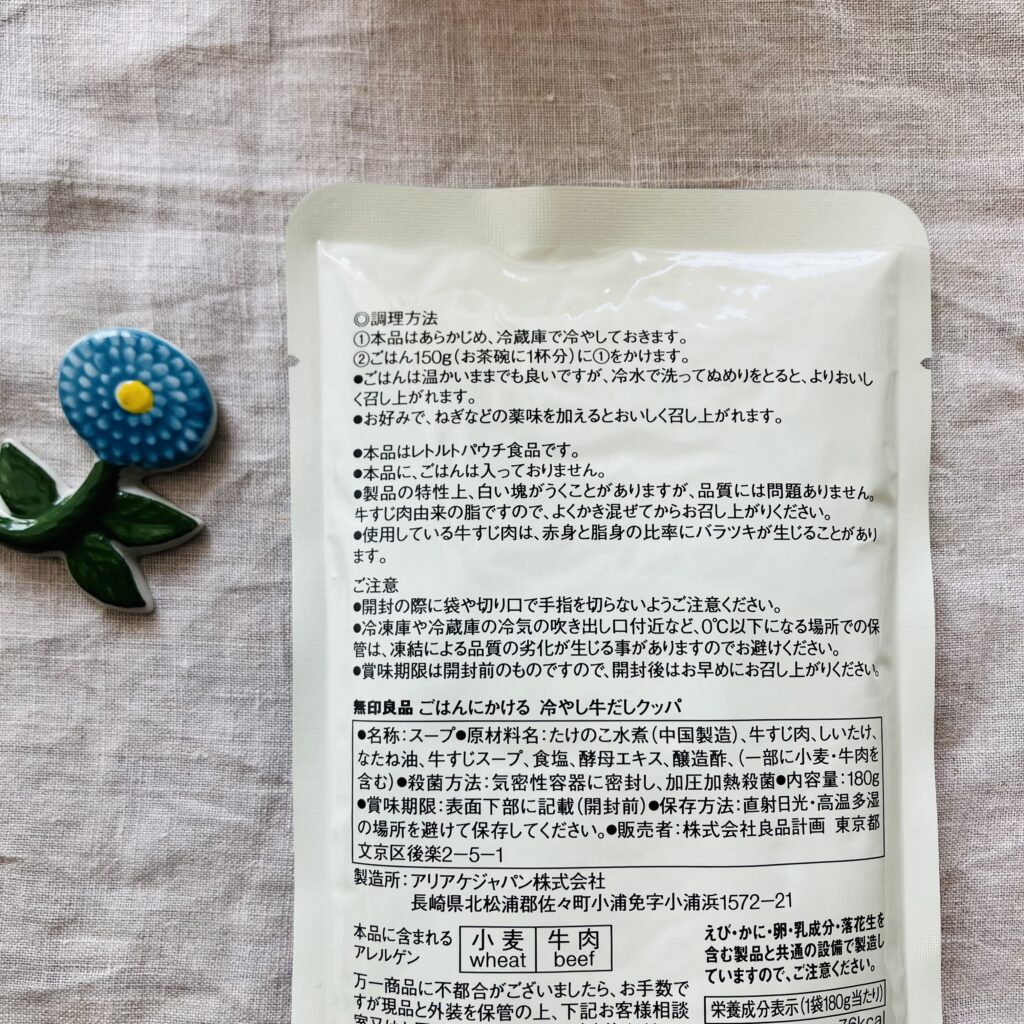 ◎調理方法
①本品はあらかじめ、冷蔵庫で冷やしておきます。
②ごはん150g(お茶碗に1杯分)に①をかけます。
●ごはんは温かいままでも良いですが、冷水で洗ってぬめりをとると、よりおいし
く召し上がれます。
●お好みで、ねぎなどの薬味を加えるとおいしく召し上がれます。
●本品はレトルトパウチ食品です。
●本品に、ごはんは入っておりません。
●製品の特性上、白い塊がうくことがありますが、品質には問題ありません。
牛すじ肉由来の脂ですので、よくかき混ぜてからお召し上がりください。
●使用している牛すじ肉は、赤身と脂身の比率にバラツキが生じることがあり
ます。
ご注意
●開封の際に袋や切り口で手指を切らないようご注意ください。
●冷凍庫や冷蔵庫の冷気の吹き出し口付近など、0℃以下になる場所での保
管は、凍結による品質の劣化が生じる事がありますのでお避けください。
●賞味期限は開封前のものですので、開封後はお早めにお召し上がりください。
無印良品 ごはんにかける 冷やし牛だしクッパ
●名称:スープ●原材料名:たけのこ水煮(中国製造)、牛すじ肉、しいたけ、
なたね油、牛すじスープ、食塩、酵母エキス、醸造酢、(一部に小麦・牛肉を
含む)●殺菌方法:気密性容器に密封し、加圧加熱殺菌●内容量:180g
●賞味期限:表面下部に記載(開封前)●保存方法:直射日光・高温多湿
の場所を避けて保存してください。●販売者:株式会社良品計画 東京都
文京区後楽2-5-1
製造所:アリアケジャパン株式会社
長崎県北松浦郡佐々町小浦免字小浦浜1572-21
本品に含まれる
アレルゲン
小麦 牛肉
wheat beef
えび・かに・卵・乳成分・落花生を
含む製品と共通の設備で製造し
ていますので、ご注意ください。
万一商品に不都合がございましたら、お手数で
すが現品と外装を保管の上、下記お客様相談
栄養成分表示(1袋180g当たり)